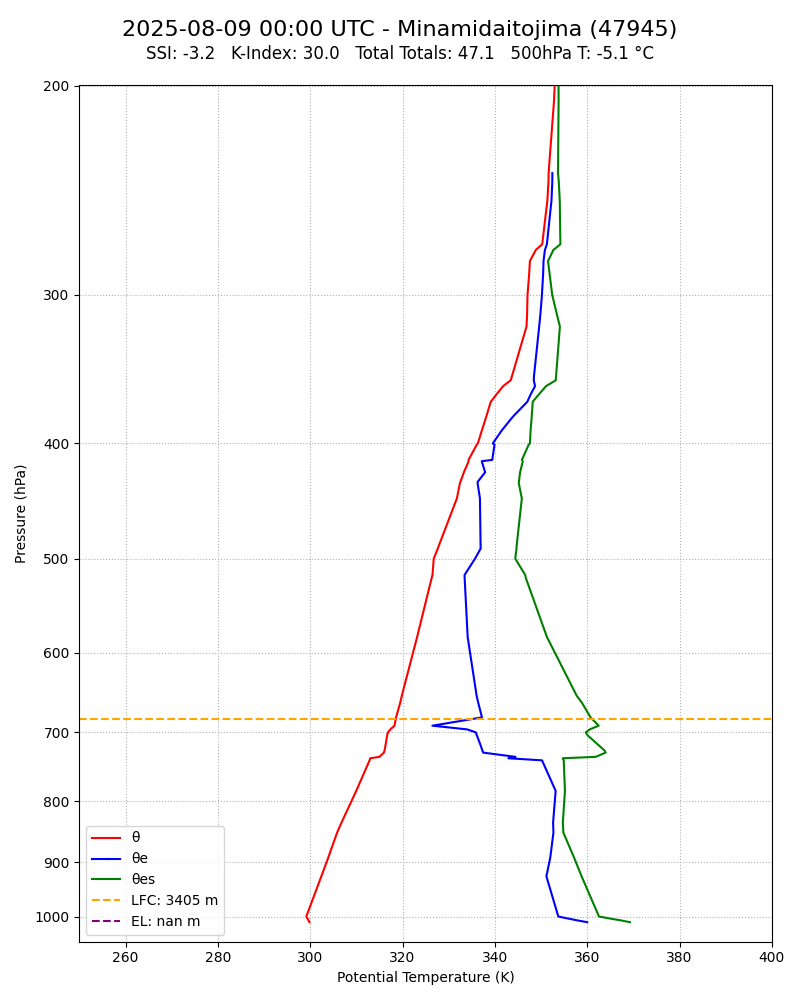 2025-08-09 00:00 UTC - Minamidaitojima (47945)
SSI: -3.2 K-Index: 30.0 Total Totals: 47.1 500hPa T: -5.1 °C
200
300
400
500
600
700
800
900
1000
Pressure (hPa)
θ
θe
θes
LFC: 3405 m
EL: nan m
260 280 300 320 340 360 380 400
Potential Temperature (K)